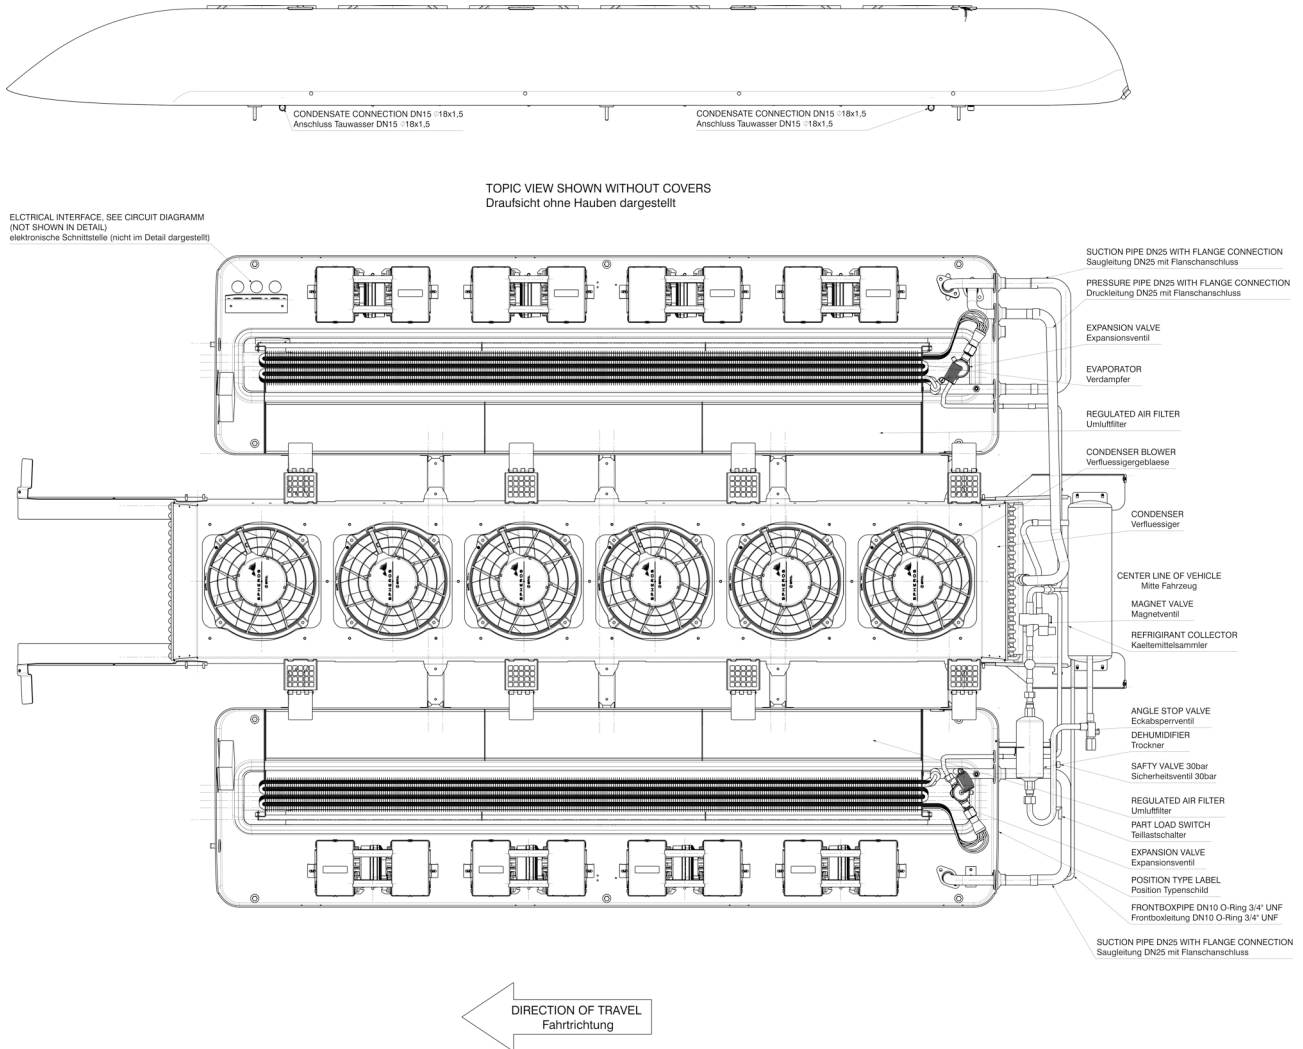 CONDENSATE CONNECTION DN15 ∅18x1,5
Anschluss Tauwasser DN15 ∅18x1,5
CONDENSATE CONNECTION DN15 ∅18x1,5
Anschluss Tauwasser DN15 ∅18x1,5
TOPIC VIEW SHOWN WITHOUT COVERS
Draufsicht ohne Hauben dargestellt
ELCTRICAL INTERFACE, SEE CIRCUIT DIAGRAMM
(NOT SHOWN IN DETAIL)
elektronische Schnittstelle (nicht im Detail dargestellt)
SUCTION PIPE DN25 WITH FLANGE CONNECTION
Saugleitung DN25 mit Flanschanschluss
PRESSURE PIPE DN25 WITH FLANGE CONNECTION
Druckleitung DN25 mit Flanschanschluss
EXPANSION VALVE
Expansionsventil
EVAPORATOR
Verdampfer
REGULATED AIR FILTER
Umluftfilter
CONDENSER BLOWER
Verfluessigergeblaese
CONDENSER
Verfluessiger
CENTER LINE OF VEHICLE
Mitte Fahrzeug
MAGNET VALVE
Magnetventil
REFRIGIRANT COLLECTOR
Kaeltemittelsammler
ANGLE STOP VALVE
Eckabsperrventil
DEHUMIDIFIER
Trockner
SAFTY VALVE 30bar
Sicherheitsventil 30bar
REGULATED AIR FILTER
Umluftfilter
PART LOAD SWITCH
Teillastschalter
EXPANSION VALVE
Expansionsventil
POSITION TYPE LABEL
Position Typenschild
FRONTBOXPIPE DN10 O-Ring 3/4" UNF
Frontboxleitung DN10 O-Ring 3/4" UNF
SUCTION PIPE DN25 WITH FLANGE CONNECTION
Saugleitung DN25 mit Flanschanschluss
DIRECTION OF TRAVEL
Fahrtrichtung